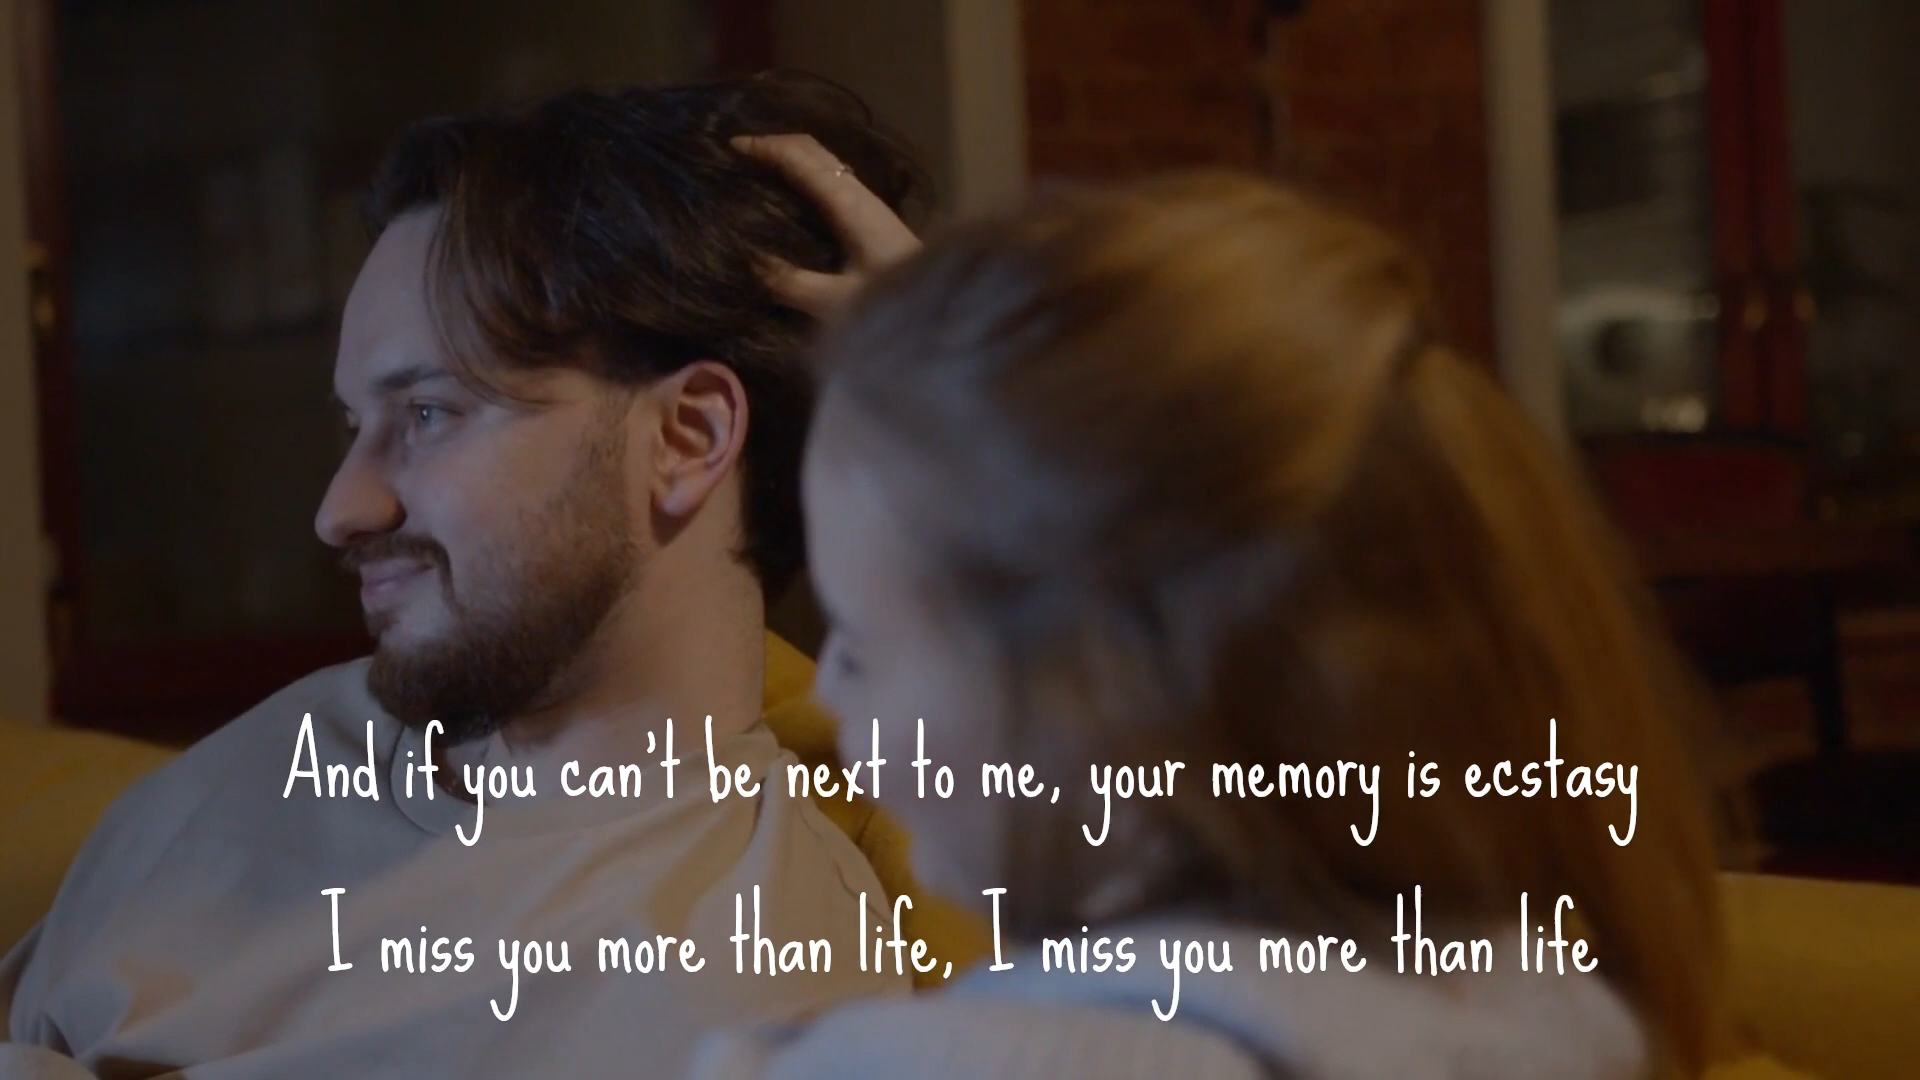 And if you can't be next to me, your memory is ecstasy
I miss you more than life, I miss you more than life